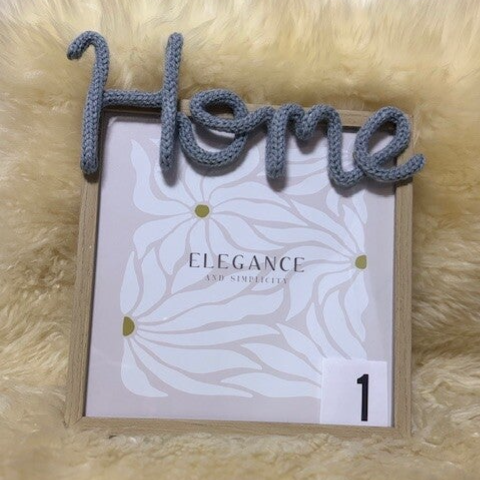 Home
ELEGANCE
AND SIMPLICITY
1